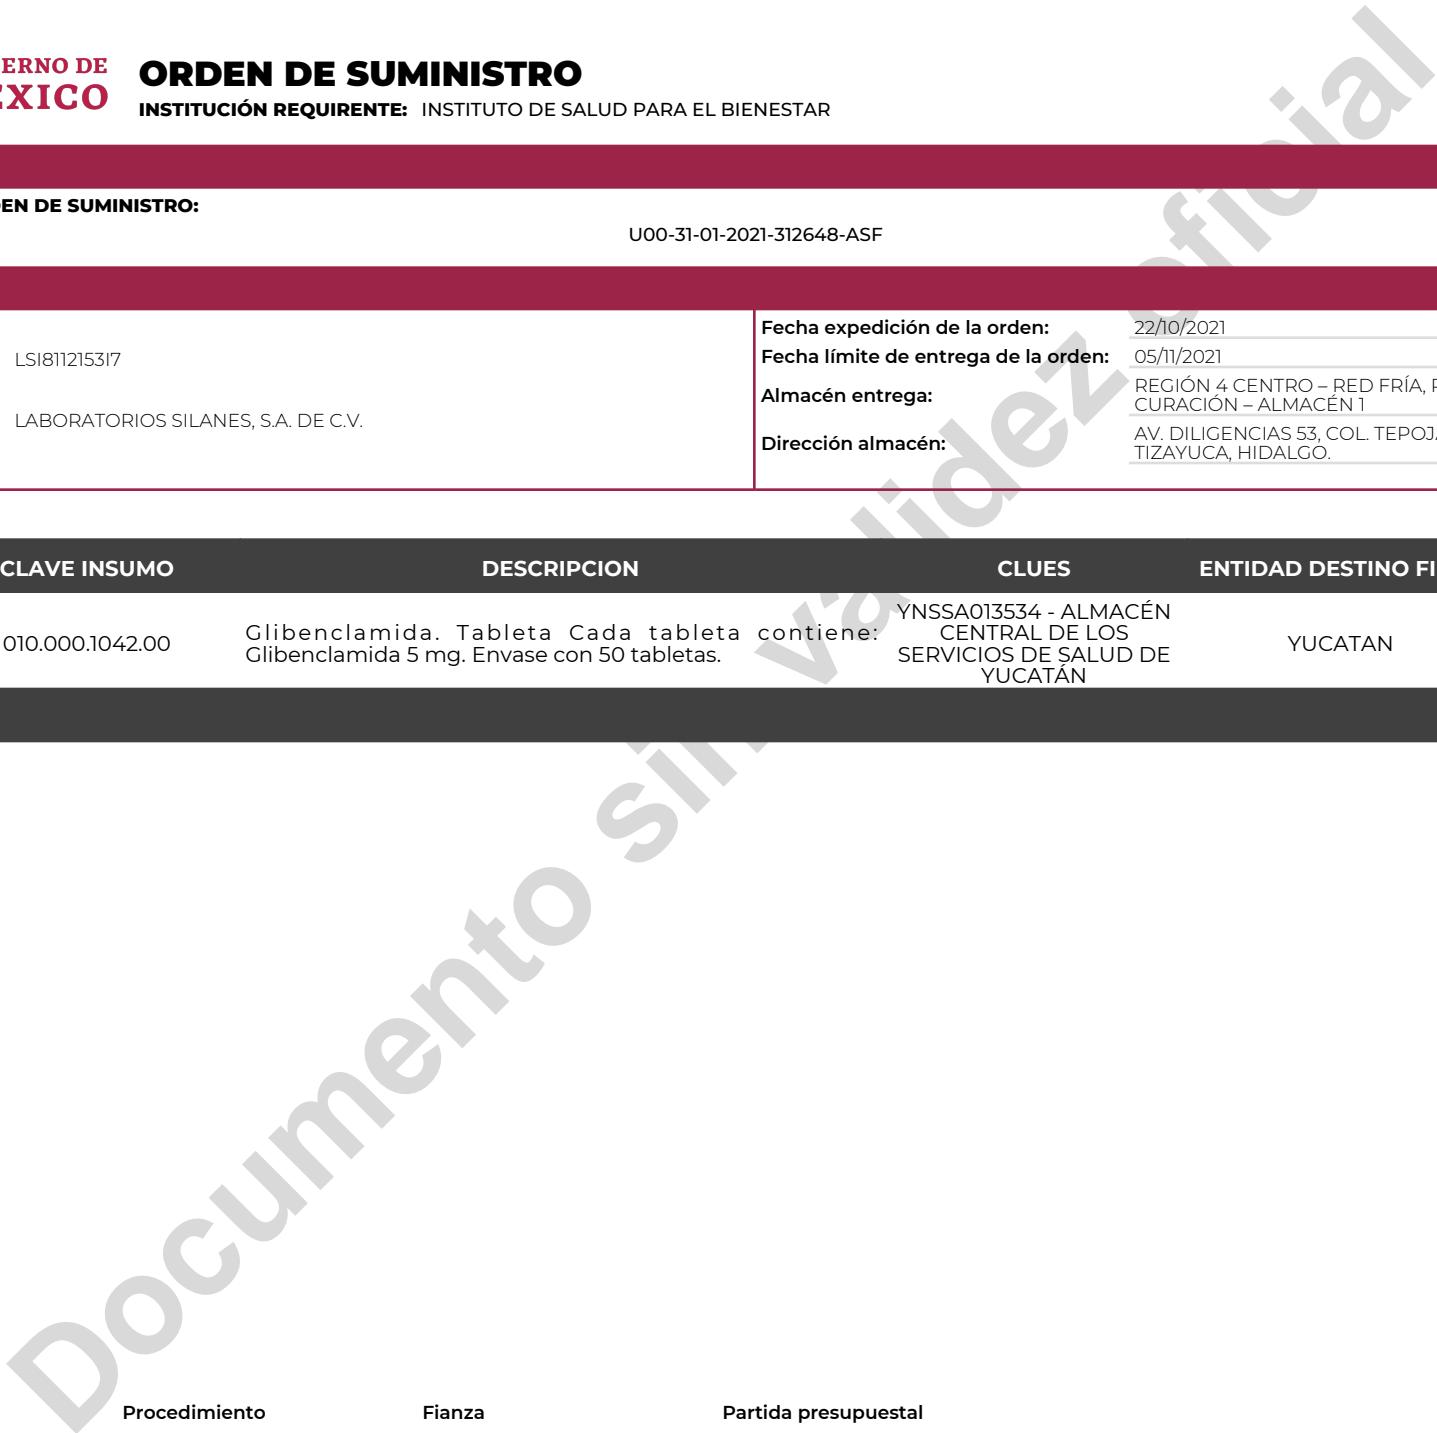 ERNO DE
EXICO
ORDEN DE SUMINISTRO
INSTITUCIÓN REQUIRENTE: INSTITUTO DE SALUD PARA EL BIENESTAR
EN DE SUMINISTRO:
U00-31-01-2021-312648-ASF
LSI8112153I7
LABORATORIOS SILANES, S.A. DE C.V.
Fecha expedición de la orden: 22/10/2021
Fecha límite de entrega de la orden: 05/11/2021
Almacén entrega: REGIÓN 4 CENTRO – RED FRÍA,
CURACIÓN – ALMACÉN 1
Dirección almacén: AV. DILIGENCIAS 53, COL. TEPOJ
TIZAYUCA, HIDALGO.
CLAVE INSUMO DESCRIPCION CLUES ENTIDAD DESTINO FI
010.000.1042.00
Glibenclamida. Tableta Cada tableta contiene:
Glibenclamida 5 mg. Envase con 50 tabletas.
YNSSA013534 - ALMACÉN
CENTRAL DE LOS
SERVICIOS DE SALUD DE
YUCATÁN
YUCATAN
Documento sin validez oficial
Procedimiento Fianza Partida presupuestal